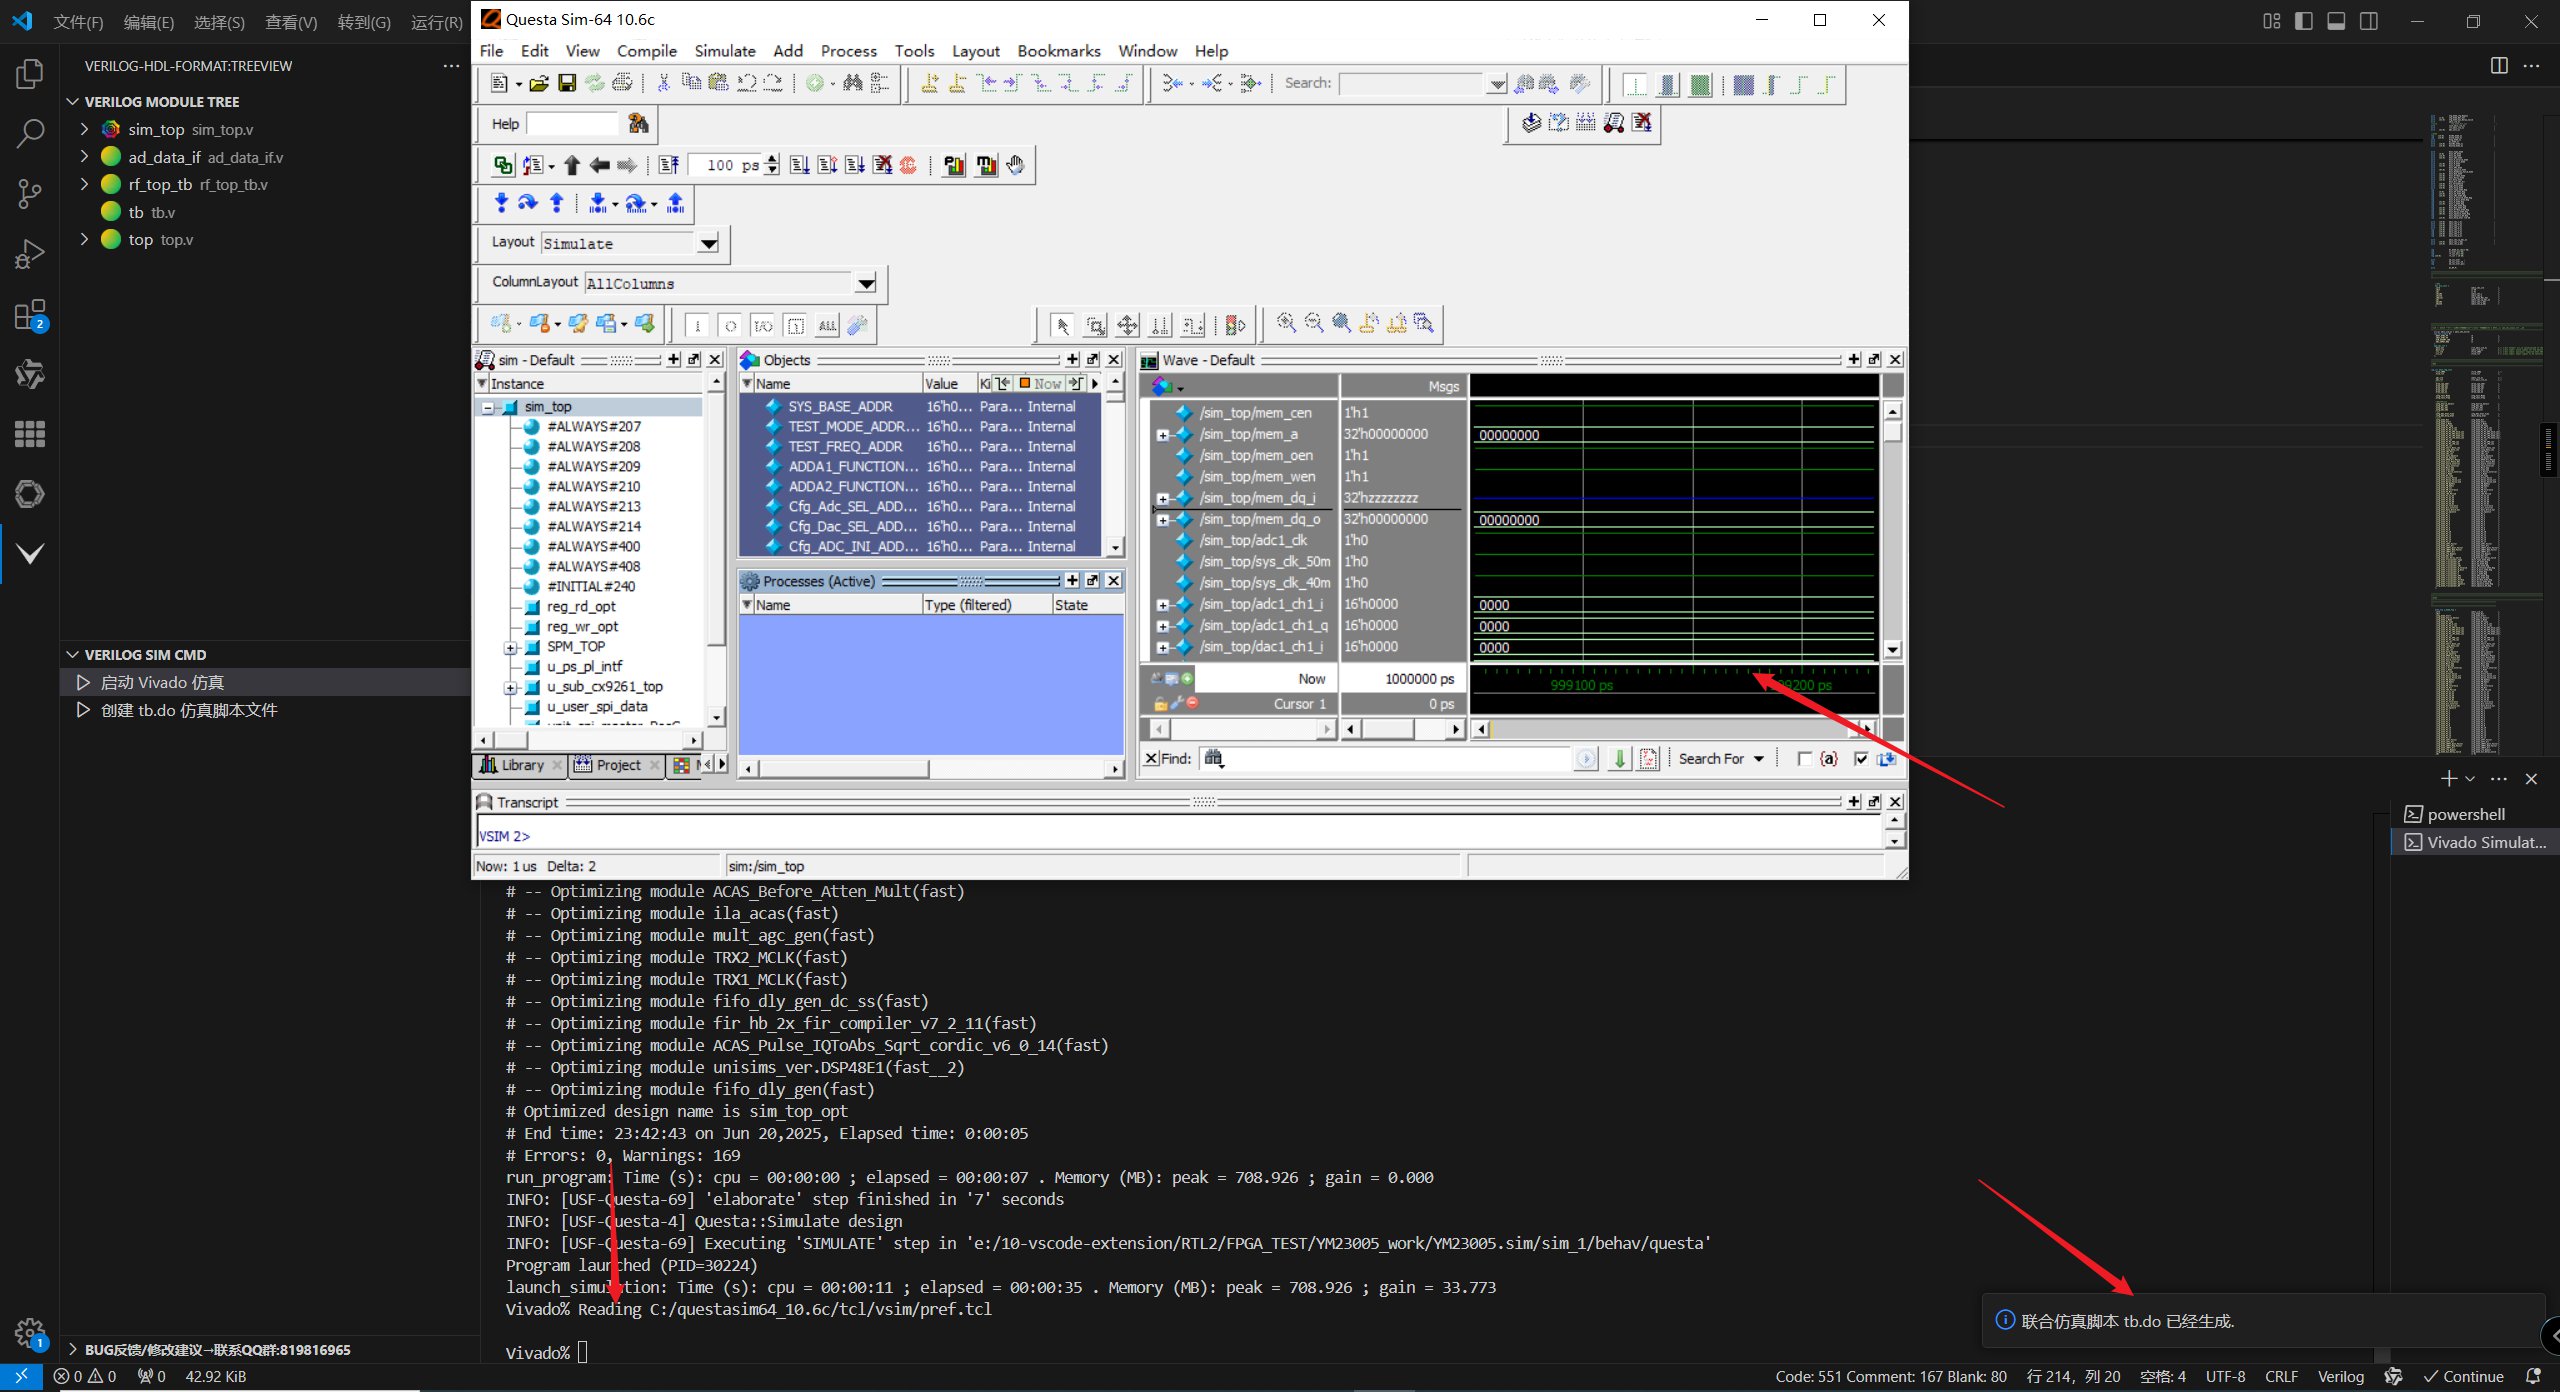 文件(F) 编辑(E) 选择(S) 查看(V) 转到(G) 运行(R)
VERILOG-HDL-FORMAT:TREEVIEW
VERILOG MODULE TREE
sim_top sim_top.v
ad_data_if ad_data_if.v
rf_top_tb rf_top_tb.v
tb tb.v
top top.v
VERILOG SIM CMD
启动 Vivado 仿真
创建 tb.do 仿真脚本文件
BUG反馈/修改建议→联系QQ群:819816965
2
1
Questa Sim-64 10.6c
File Edit View Compile Simulate Add Process Tools Layout Bookmarks Window Help
Search:
Help
100 ps
Layout Simulate
ColumnLayout AllColumns
ALL
sim - Default
Instance
sim_top
#ALWAYS#207
#ALWAYS#208
#ALWAYS#209
#ALWAYS#210
#ALWAYS#213
#ALWAYS#214
#ALWAYS#400
#ALWAYS#408
#INITIAL#240
reg_rd_opt
reg_wr_opt
SPM_TOP
u_ps_pl_intf
u_sub_cx9261_top
u_user_spi_data
Library Project
Objects
Name Value Ki Now
SYS_BASE_ADDR 16'h0... Para... Internal
TEST_MODE_ADDR... 16'h0... Para... Internal
TEST_FREQ_ADDR 16'h0... Para... Internal
ADDA1_FUNCTION... 16'h0... Para... Internal
ADDA2_FUNCTION... 16'h0... Para... Internal
Cfg_Adc_SEL_ADD... 16'h0... Para... Internal
Cfg_Dac_SEL_ADD... 16'h0... Para... Internal
Cfg_ADC_INI_ADD... 16'h0... Para... Internal
Processes (Active)
Name Type (filtered) State
Wave - Default
Msgs
/sim_top/mem_cen 1'h1
/sim_top/mem_a 32'h00000000 00000000
/sim_top/mem_oen 1'h1
/sim_top/mem_wen 1'h1
/sim_top/mem_dq_i 32'hzzzzzzzz
/sim_top/mem_dq_o 32'h00000000 00000000
/sim_top/adc1_clk 1'h0
/sim_top/sys_clk_50m 1'h0
/sim_top/sys_clk_40m 1'h0
/sim_top/adc1_ch1_i 16'h0000 0000
/sim_top/adc1_ch1_q 16'h0000 0000
/sim_top/dac1_ch1_i 16'h0000 0000
Now 1000000 ps 999100 ps
Cursor 1 0 ps
Find: Search For
Transcript
VSIM 2>
Now: 1 us Delta: 2 sim:/sim_top
# -- Optimizing module ACAS_Before_Atten_Mult(fast)
# -- Optimizing module ila_acas(fast)
# -- Optimizing module mult_agc_gen(fast)
# -- Optimizing module TRX2_MCLK(fast)
# -- Optimizing module TRX1_MCLK(fast)
# -- Optimizing module fifo_dly_gen_dc_ss(fast)
# -- Optimizing module fir_hb_2x_fir_compiler_v7_2_11(fast)
# -- Optimizing module ACAS_Pulse_IQToAbs_Sqrt_cordic_v6_0_14(fast)
# -- Optimizing module unisims_ver.DSP48E1(fast__2)
# -- Optimizing module fifo_dly_gen(fast)
# Optimized design name is sim_top_opt
# End time: 23:42:43 on Jun 20,2025, Elapsed time: 0:00:05
# Errors: 0, Warnings: 169
run_program: Time (s): cpu = 00:00:00 ; elapsed = 00:00:07 . Memory (MB): peak = 708.926 ; gain = 0.000
INFO: [USF-Questa-69] 'elaborate' step finished in '7' seconds
INFO: [USF-Questa-4] Questa::Simulate design
INFO: [USF-Questa-69] Executing 'SIMULATE' step in 'e:/10-vscode-extension/RTL2/FPGA_TEST/YM23005_work/YM23005.sim/sim_1/behav/questa'
Program launched (PID=30224)
launch_simulation: Time (s): cpu = 00:00:11 ; elapsed = 00:00:35 . Memory (MB): peak = 708.926 ; gain = 33.773
Vivado% Reading C:/questasim64_10.6c/tcl/vsim/pref.tcl
Vivado%
powershell
Vivado Simulat...
联合仿真脚本 tb.do 已经生成.
0 0 0 42.92 KiB
Code: 551 Comment: 167 Blank: 80 行 214，列 20 空格: 4 UTF-8 CRLF Verilog Continue